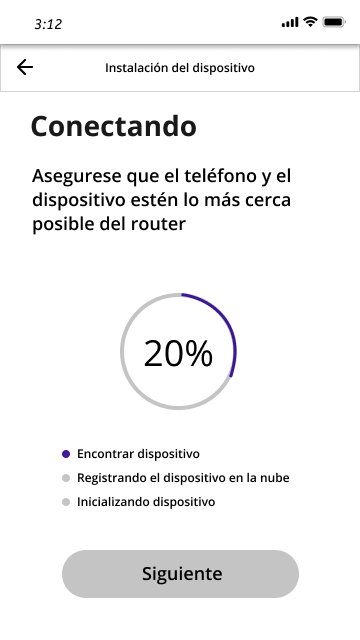 3:12
Instalación del dispositivo
Conectando
Asegurese que el teléfono y el
dispositivo estén lo más cerca
posible del router
20%
Encontrar dispositivo
Registrando el dispositivo en la nube
Inicializando dispositivo
Siguiente